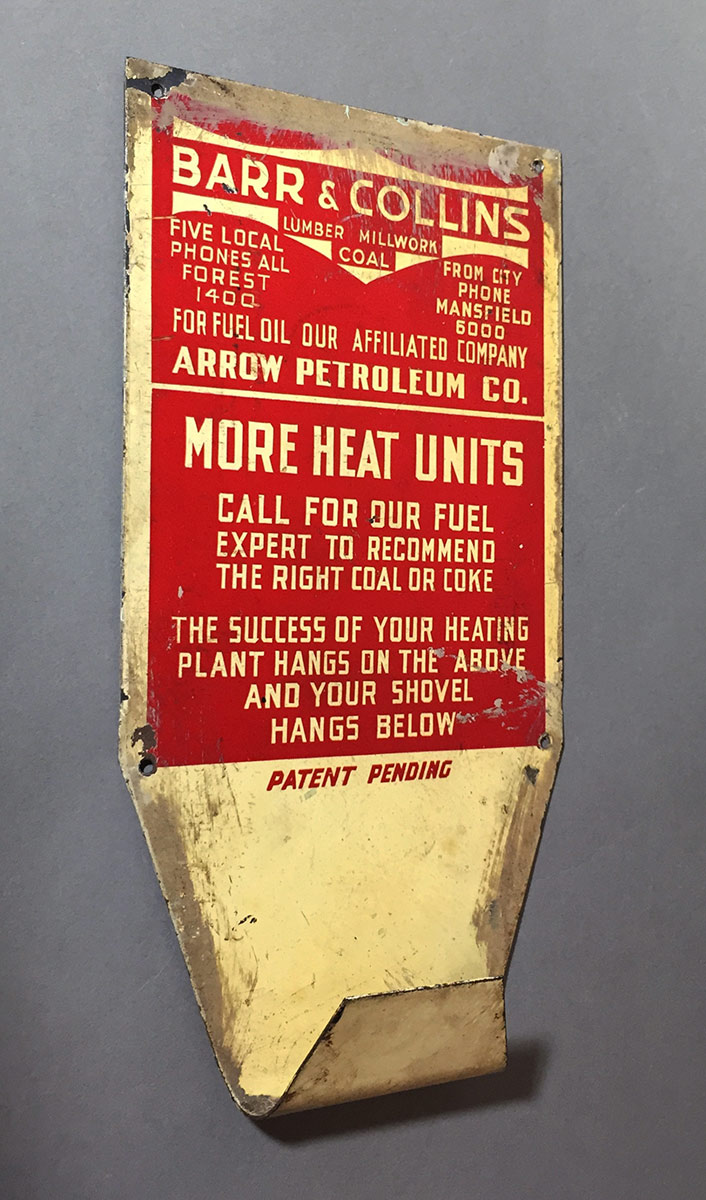 BARR & COLLINS
LUMBER MILLWORK
COAL
FIVE LOCAL
PHONES ALL
FOREST
1400
FROM CITY
PHONE
MANSFIELD
6000
FOR FUEL OIL OUR AFFILIATED COMPANY
ARROW PETROLEUM CO.
MORE HEAT UNITS
CALL FOR OUR FUEL
EXPERT TO RECOMMEND
THE RIGHT COAL OR COKE
THE SUCCESS OF YOUR HEATING
PLANT HANGS ON THE ABOVE
AND YOUR SHOVEL
HANGS BELOW
PATENT PENDING